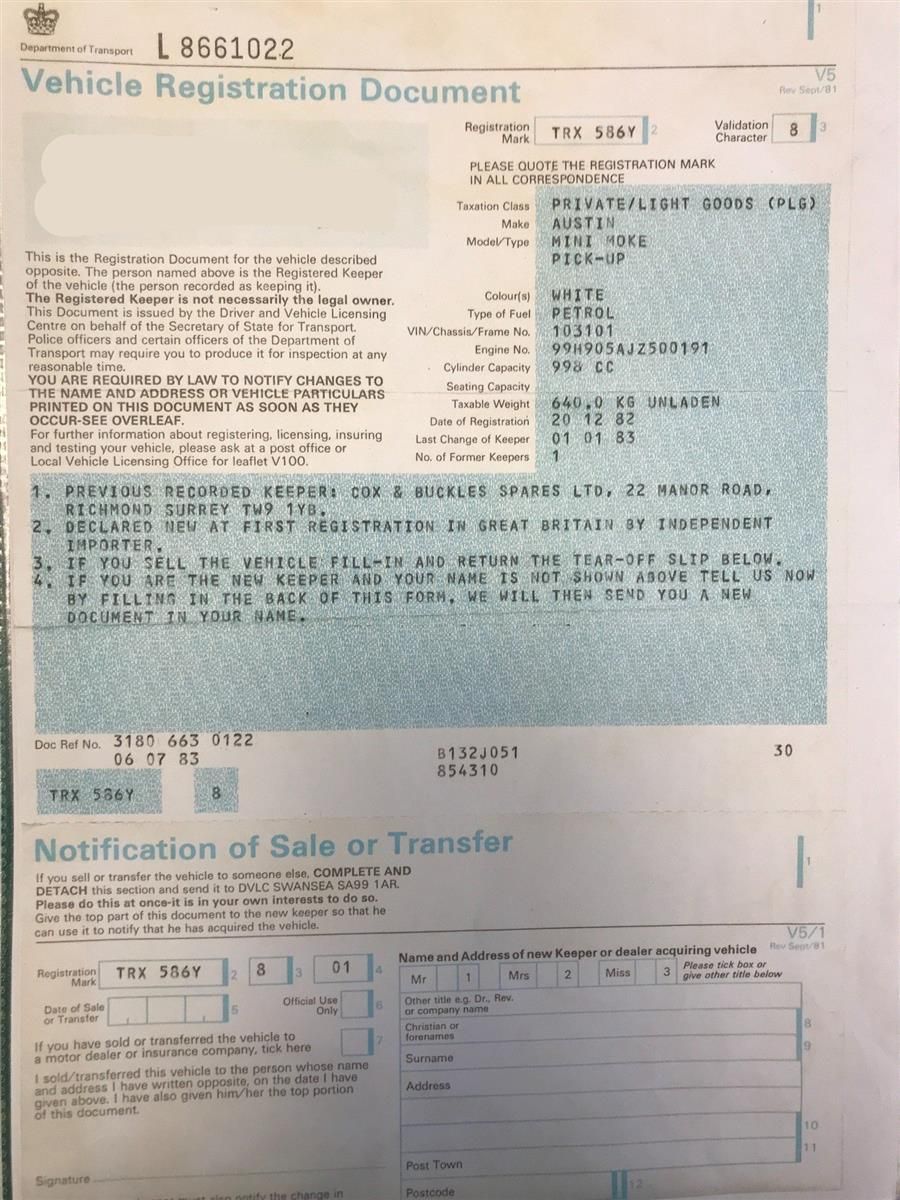 1
Department of Transport L 8661022
Vehicle Registration Document
V5
Rev Sept/81
Registration Mark TRX 586Y 2
Validation Character 8 3
PLEASE QUOTE THE REGISTRATION MARK
IN ALL CORRESPONDENCE
Taxation Class PRIVATE/LIGHT GOODS (PLG)
Make AUSTIN
Model/Type MINI MOKE
PICK-UP
Colour(s) WHITE
Type of Fuel PETROL
VIN/Chassis/Frame No. 103101
Engine No. 99H905AJZ500191
Cylinder Capacity 998 CC
Seating Capacity
Taxable Weight 640.0 KG UNLADEN
Date of Registration 20 12 82
Last Change of Keeper 01 01 83
No. of Former Keepers 1
This is the Registration Document for the vehicle described
opposite. The person named above is the Registered Keeper
of the vehicle (the person recorded as keeping it).
The Registered Keeper is not necessarily the legal owner.
This Document is issued by the Driver and Vehicle Licensing
Centre on behalf of the Secretary of State for Transport.
Police officers and certain officers of the Department of
Transport may require you to produce it for inspection at any
reasonable time.
YOU ARE REQUIRED BY LAW TO NOTIFY CHANGES TO
THE NAME AND ADDRESS OR VEHICLE PARTICULARS
PRINTED ON THIS DOCUMENT AS SOON AS THEY
OCCUR-SEE OVERLEAF.
For further information about registering, licensing, insuring
and testing your vehicle, please ask at a post office or
Local Vehicle Licensing Office for leaflet V100.
1. PREVIOUS RECORDED KEEPER: COX & BUCKLES SPARES LTD, 22 MANOR ROAD,
RICHMOND SURREY TW9 1YB.
2. DECLARED NEW AT FIRST REGISTRATION IN GREAT BRITAIN BY INDEPENDENT
IMPORTER.
3. IF YOU SELL THE VEHICLE FILL-IN AND RETURN THE TEAR-OFF SLIP BELOW.
4. IF YOU ARE THE NEW KEEPER AND YOUR NAME IS NOT SHOWN ABOVE TELL US NOW
BY FILLING IN THE BACK OF THIS FORM. WE WILL THEN SEND YOU A NEW
DOCUMENT IN YOUR NAME.
Doc Ref No. 3180 663 0122
06 07 83
B132J051
854310
30
TRX 586Y 8
Notification of Sale or Transfer
1
If you sell or transfer the vehicle to someone else, COMPLETE AND
DETACH this section and send it to DVLC SWANSEA SA99 1AR.
Please do this at once-it is in your own interests to do so.
Give the top part of this document to the new keeper so that he
can use it to notify that he has acquired the vehicle.
V5/1
Rev Sept/81
Registration Mark TRX 586Y 2 8 3 01 4
Date of Sale or Transfer 5
Official Use Only 6
If you have sold or transferred the vehicle to
a motor dealer or insurance company, tick here 7
I sold/transferred this vehicle to the person whose name
and address I have written opposite, on the date I have
given above. I have also given him/her the top portion
of this document.
Signature
Name and Address of new Keeper or dealer acquiring vehicle
Mr 1 Mrs 2 Miss 3 Please tick box or
give other title below
Other title e.g. Dr., Rev.
or company name
Christian or
forenames
8
Surname
9
Address
10
11
Post Town
Postcode
12
also notify the change in